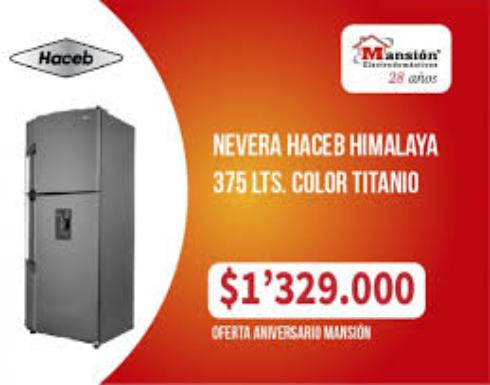 Haceb
Mansión
Electrodomésticos
28 años
NEVERA HACEB HIMALAYA
375 LTS. COLOR TITANIO
$1'329.000
OFERTA ANIVERSARIO MANSIÓN